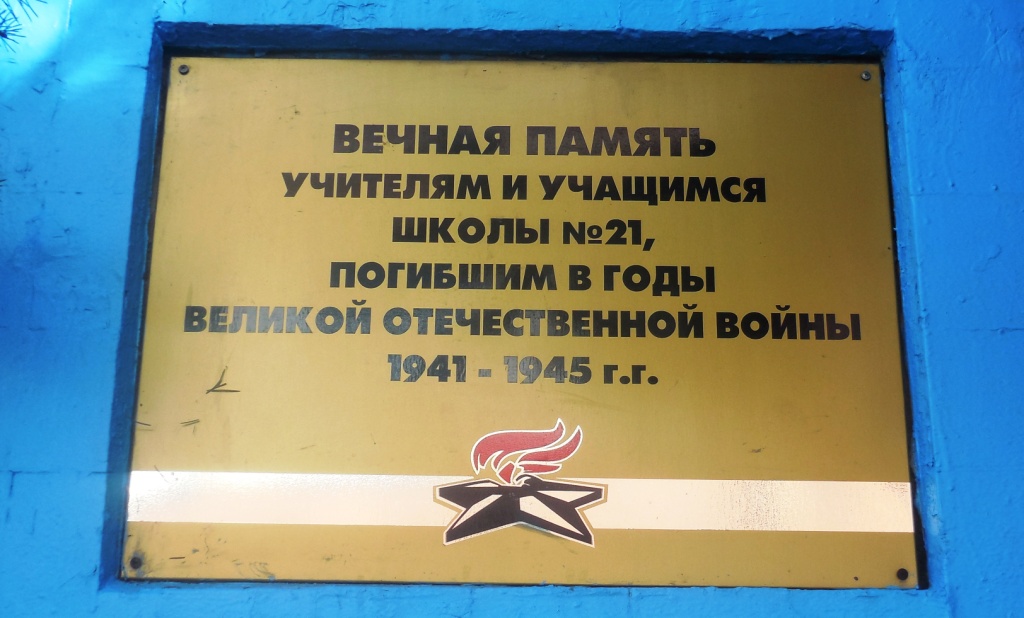 ВЕЧНАЯ ПАМЯТЬ
УЧИТЕЛЯМ И УЧАЩИМСЯ
ШКОЛЫ №21,
ПОГИБШИМ В ГОДЫ
ВЕЛИКОЙ ОТЕЧЕСТВЕННОЙ ВОЙНЫ
1941 - 1945 г.г.